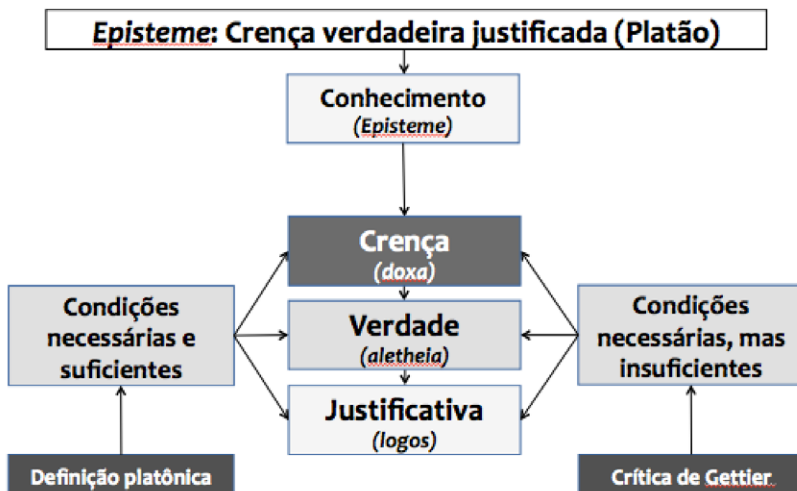 Episteme: Crença verdadeira justificada (Platão)
Conhecimento
(Episteme)
Crença
(doxa)
Condições
necessárias e
suficientes
Verdade
(aletheia)
Condições
necessárias, mas
insuficientes
Justificativa
(logos)
Definição platônica
Crítica de Gettier